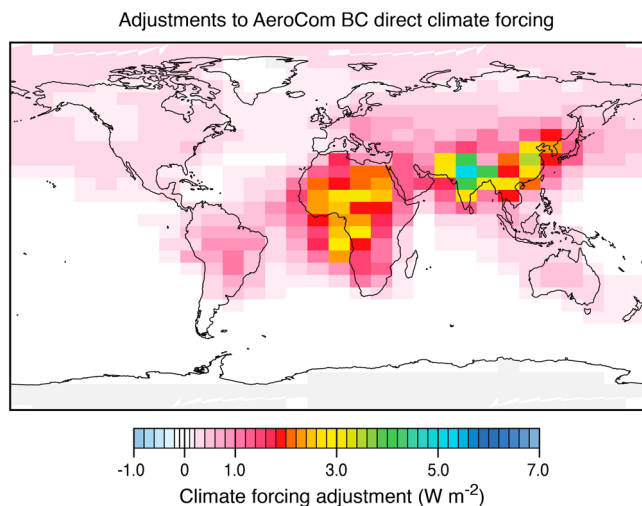 Adjustments to AeroCom BC direct climate forcing
-1.0 0 1.0 3.0 5.0 7.0
Climate forcing adjustment (W m⁻²)